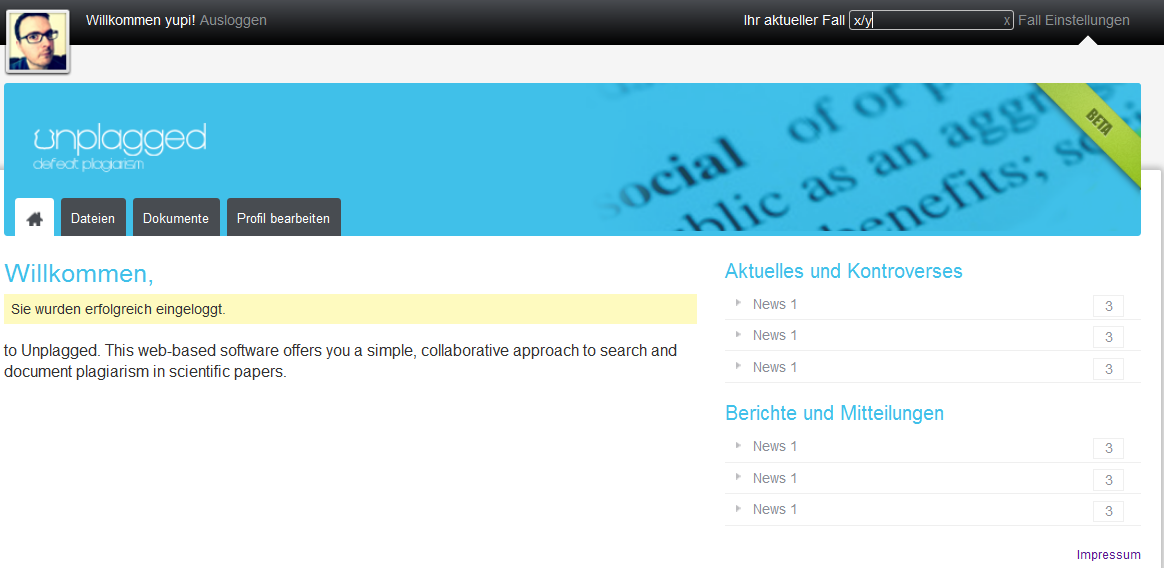 Willkommen yupi! Ausloggen
Ihr aktueller Fall x/y x Fall Einstellungen
unplagged
defeat plagiarism
social of or
public as an aggre
benefits; so
BETA
Dateien Dokumente Profil bearbeiten
Willkommen,
Sie wurden erfolgreich eingeloggt.
to Unplagged. This web-based software offers you a simple, collaborative approach to search and
document plagiarism in scientific papers.
Aktuelles und Kontroverses
News 1 3
News 1 3
News 1 3
Berichte und Mitteilungen
News 1 3
News 1 3
News 1 3
Impressum